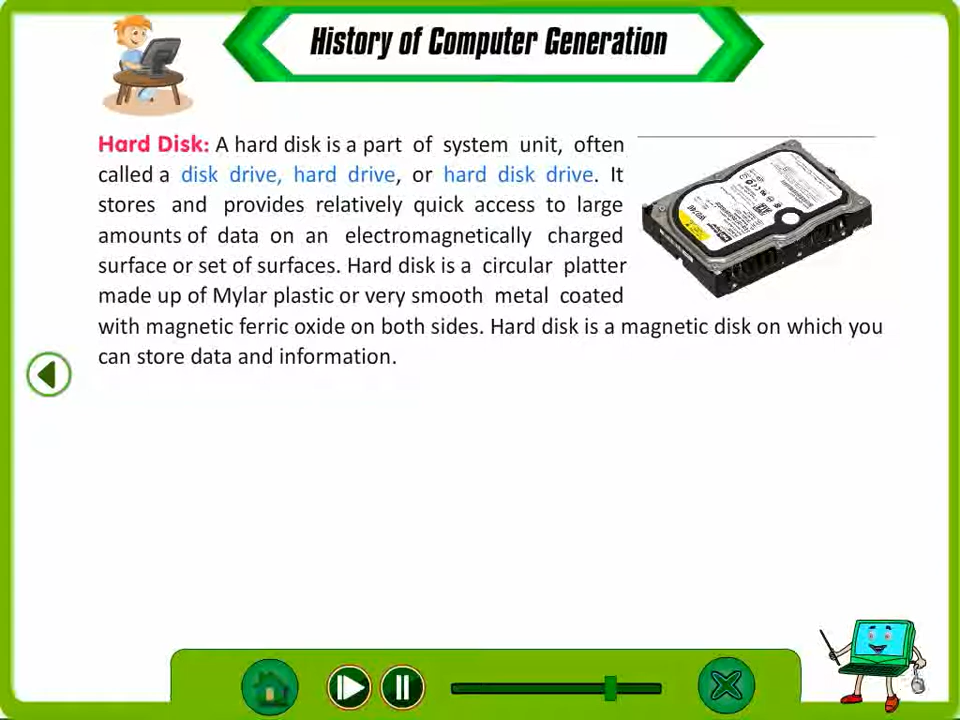 History of Computer Generation
Hard Disk: A hard disk is a part of system unit, often
called a disk drive, hard drive, or hard disk drive. It
stores and provides relatively quick access to large
amounts of data on an electromagnetically charged
surface or set of surfaces. Hard disk is a circular platter
made up of Mylar plastic or very smooth metal coated
with magnetic ferric oxide on both sides. Hard disk is a magnetic disk on which you
can store data and information.